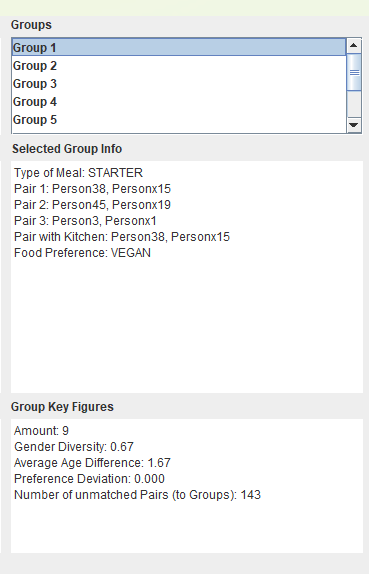 Groups
Group 1
Group 2
Group 3
Group 4
Group 5
Selected Group Info
Type of Meal: STARTER
Pair 1: Person38, Personx15
Pair 2: Person45, Personx19
Pair 3: Person3, Personx1
Pair with Kitchen: Person38, Personx15
Food Preference: VEGAN
Group Key Figures
Amount: 9
Gender Diversity: 0.67
Average Age Difference: 1.67
Preference Deviation: 0.000
Number of unmatched Pairs (to Groups): 143